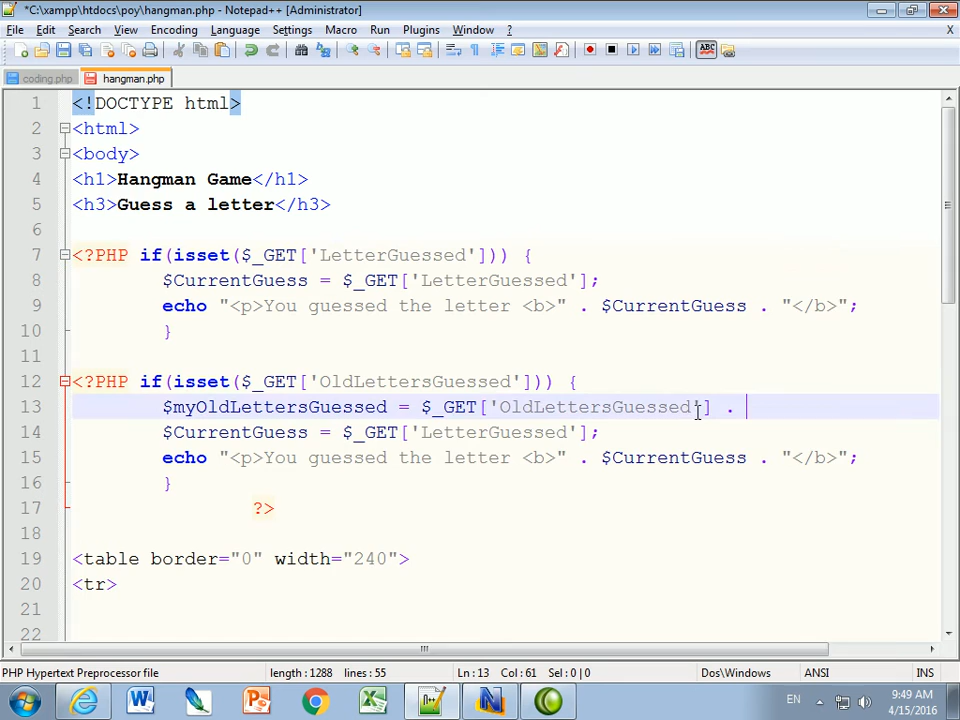 *C:\xampp\htdocs\poy\hangman.php - Notepad++ [Administrator]
File Edit Search View Encoding Language Settings Macro Run Plugins Window ? X
ABC
coding.php hangman.php
1 <!DOCTYPE html>
2 <html>
3 <body>
4 <h1>Hangman Game</h1>
5 <h3>Guess a letter</h3>
6
7 <?PHP if(isset($_GET['LetterGuessed'])) {
8 $CurrentGuess = $_GET['LetterGuessed'];
9 echo "<p>You guessed the letter <b>" . $CurrentGuess . "</b>";
10 }
11
12 <?PHP if(isset($_GET['OldLettersGuessed'])) {
13 $myOldLettersGuessed = $_GET['OldLettersGuessed'] .
14 $CurrentGuess = $_GET['LetterGuessed'];
15 echo "<p>You guessed the letter <b>" . $CurrentGuess . "</b>";
16 }
17 ?>
18
19 <table border="0" width="240">
20 <tr>
21
22
PHP Hypertext Preprocessor file length : 1288 lines : 55 Ln : 13 Col : 61 Sel : 0 | 0 Dos\Windows ANSI INS
EN 9:49 AM
4/15/2016